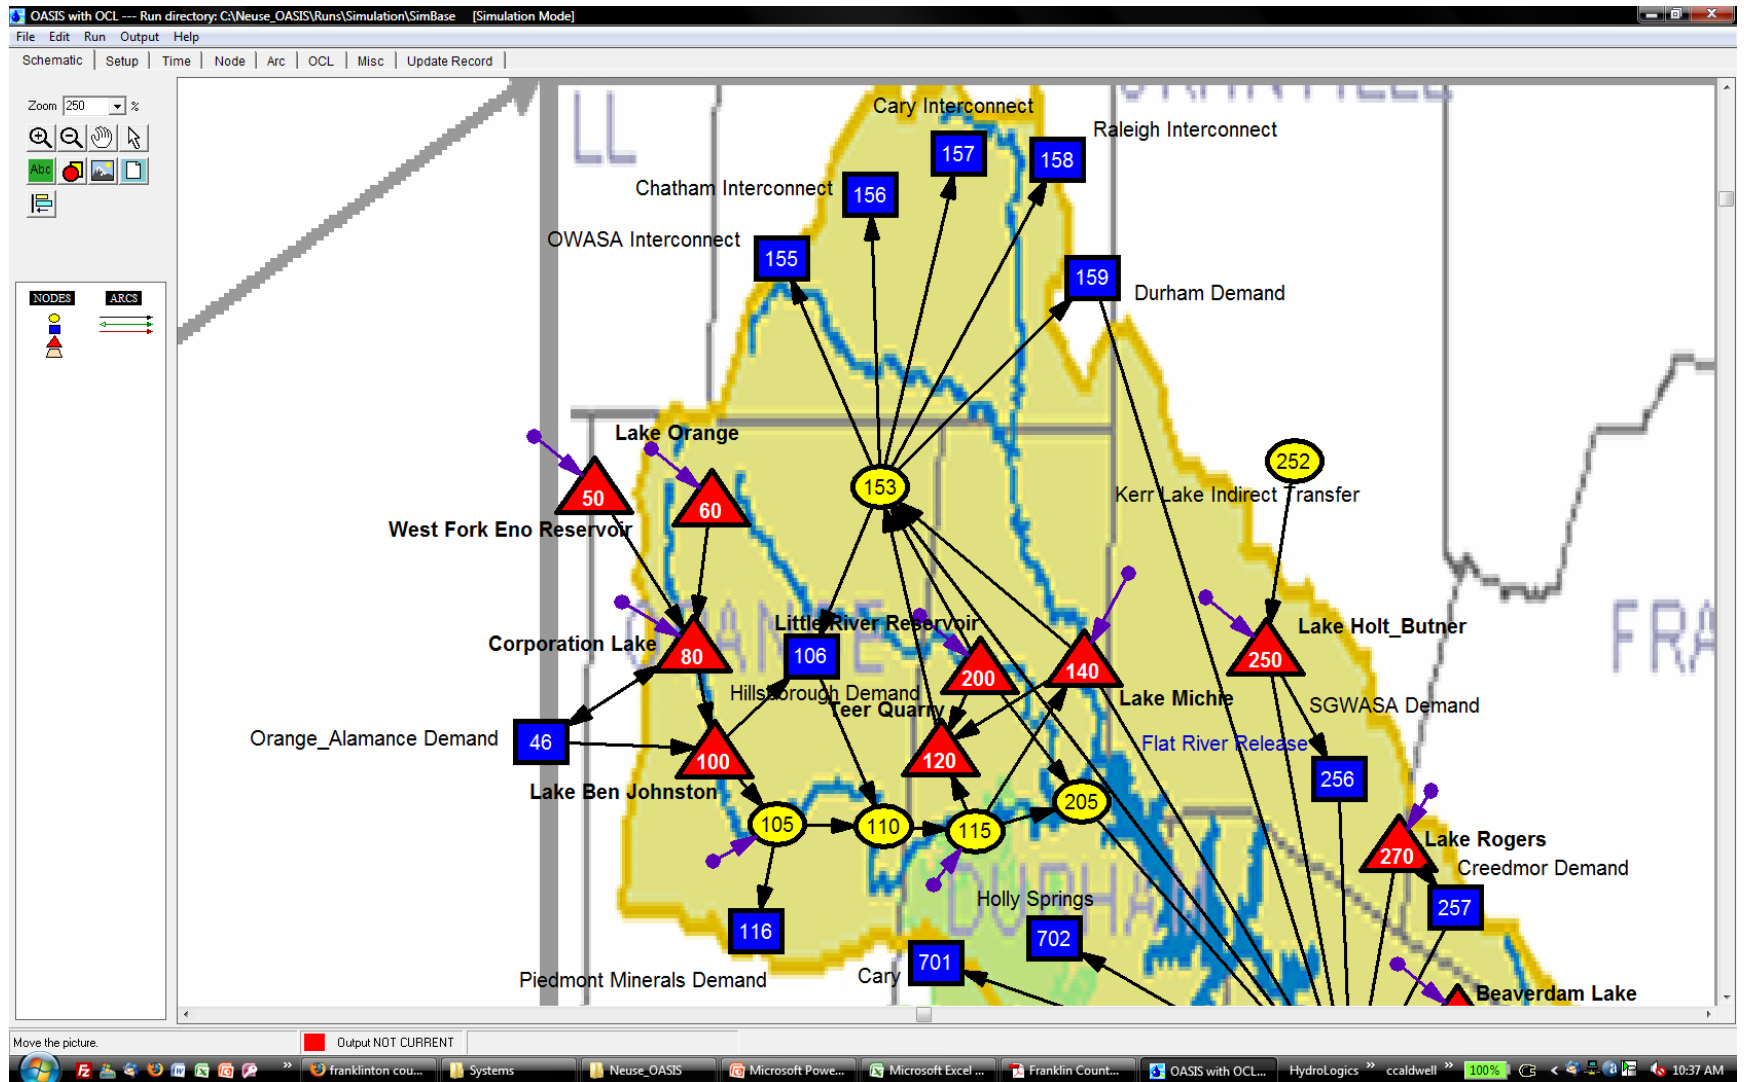 OASIS with OCL --- Run directory: C:\Neuse_OASIS\Runs\Simulation\SimBase [Simulation Mode]
File Edit Run Output Help
Schematic Setup Time Node Arc OCL Misc Update Record
Zoom 250 %
Abc
NODES ARCS
LL
Cary Interconnect
157
Raleigh Interconnect
158
Chatham Interconnect
156
OWASA Interconnect
155
159
Durham Demand
Lake Orange
50
60
West Fork Eno Reservoir
153
252
Kerr Lake Indirect Transfer
ORANGE
FRA
Corporation Lake
80
Little River Reservoir
106
200
140
Lake Michie
Lake Holt_Butner
250
Hillsborough Demand
Teer Quarry
SGWASA Demand
Orange_Alamance Demand
46
100
120
Flat River Release
256
Lake Ben Johnston
105
110
115
205
Lake Rogers
270
Creedmor Demand
257
DURHAM
Holly Springs
702
116
Piedmont Minerals Demand
Cary
701
Beaverdam Lake
Move the picture.
Output NOT CURRENT
franklinton cou...
Systems
Neuse_OASIS
Microsoft Powe...
Microsoft Excel ...
Franklin Count...
OASIS with OCL...
HydroLogics
ccaldwell
100%
10:37 AM